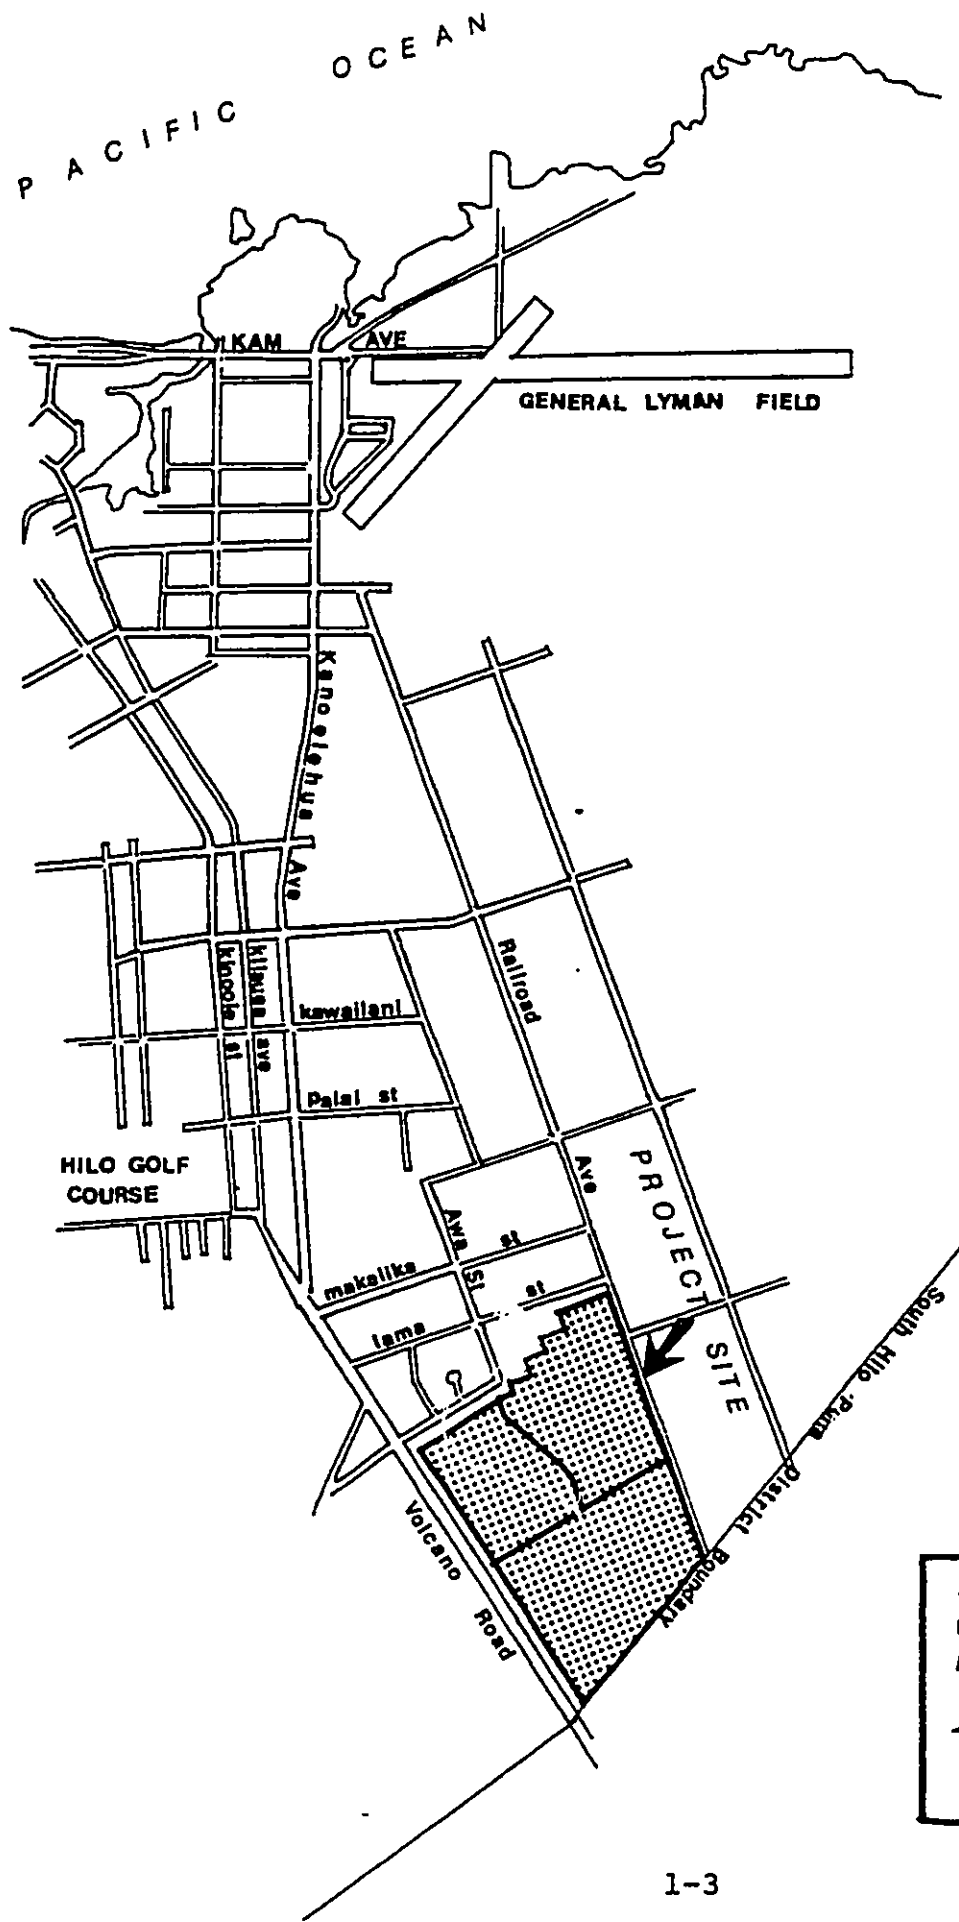 PACIFIC OCEAN
KAM AVE
GENERAL LYMAN FIELD
Kanoelehua Ave
kilauea ave
kinoole st
Railroad Ave
kawailani
Palai st
HILO GOLF
COURSE
PROJECT SITE
Awa St
makalika st
lama st
South Hilo Puna District Boundary
Volcano Road
1-3